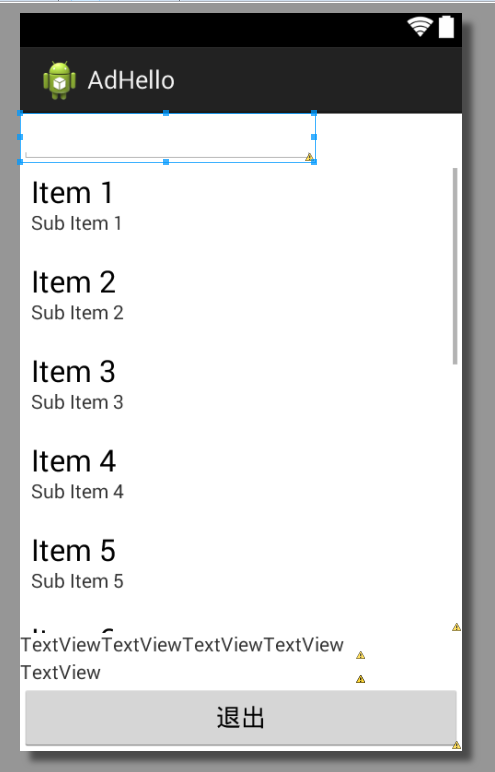 AdHello
Item 1
Sub Item 1
Item 2
Sub Item 2
Item 3
Sub Item 3
Item 4
Sub Item 4
Item 5
Sub Item 5
TextViewTextViewTextViewTextView
TextView
退出